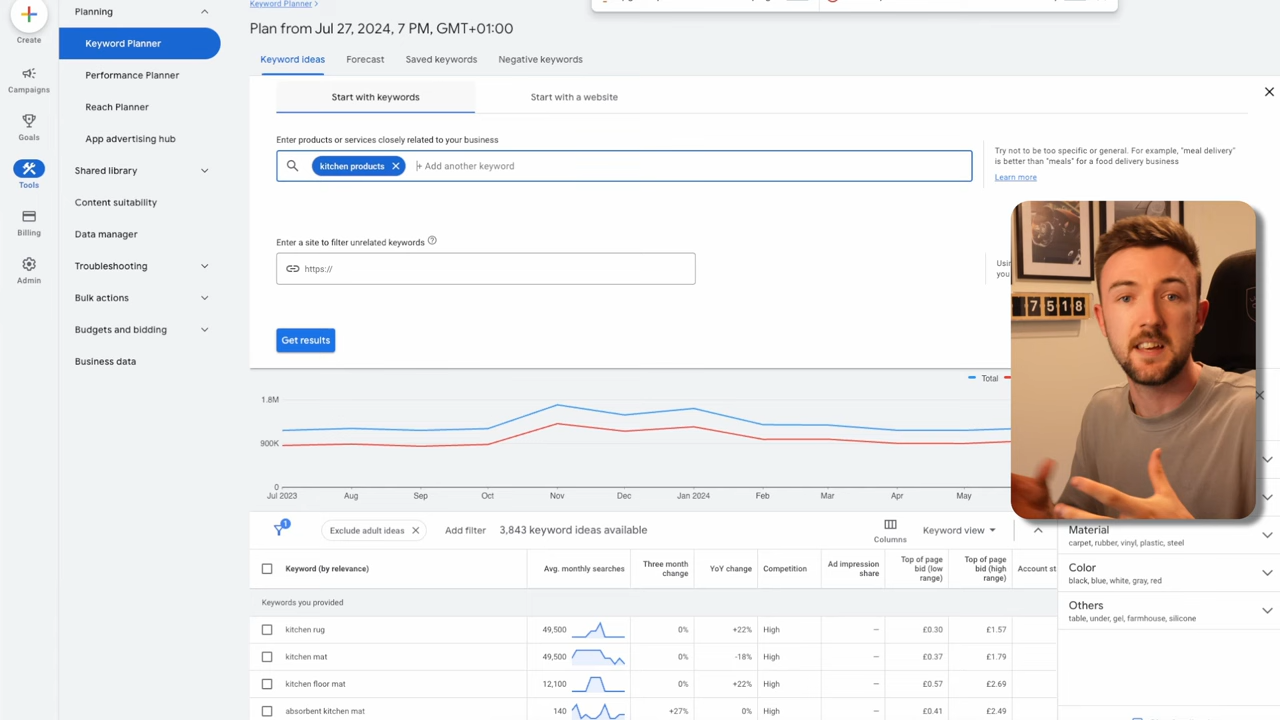 Create
Campaigns
Goals
Tools
Billing
Admin
Planning
Keyword Planner
Performance Planner
Reach Planner
App advertising hub
Shared library
Content suitability
Data manager
Troubleshooting
Bulk actions
Budgets and bidding
Business data
Keyword Planner >
Plan from Jul 27, 2024, 7 PM, GMT+01:00
Keyword ideas Forecast Saved keywords Negative keywords
Start with keywords Start with a website
Enter products or services closely related to your business
kitchen products + Add another keyword
Try not to be too specific or general. For example, "meal delivery"
is better than "meals" for a food delivery business
Learn more
Enter a site to filter unrelated keywords
https://
Get results
Total
1.8M
900K
0
Jul 2023 Aug Sep Oct Nov Dec Jan 2024 Feb Mar Apr May
7 5 1 8
1 Exclude adult ideas Add filter 3,843 keyword ideas available Columns Keyword view
Keyword (by relevance) Avg. monthly searches Three month change YoY change Competition Ad impression share Top of page bid (low range) Top of page bid (high range) Account st
Keywords you provided
kitchen rug 49,500 0% +22% High — £0.30 £1.57
kitchen mat 49,500 0% -18% High — £0.37 £1.79
kitchen floor mat 12,100 0% +22% High — £0.57 £2.69
absorbent kitchen mat 140 +27% 0% High — £0.41 £2.49
Material
carpet, rubber, vinyl, plastic, steel
Color
black, blue, white, gray, red
Others
table, under, gel, farmhouse, silicone